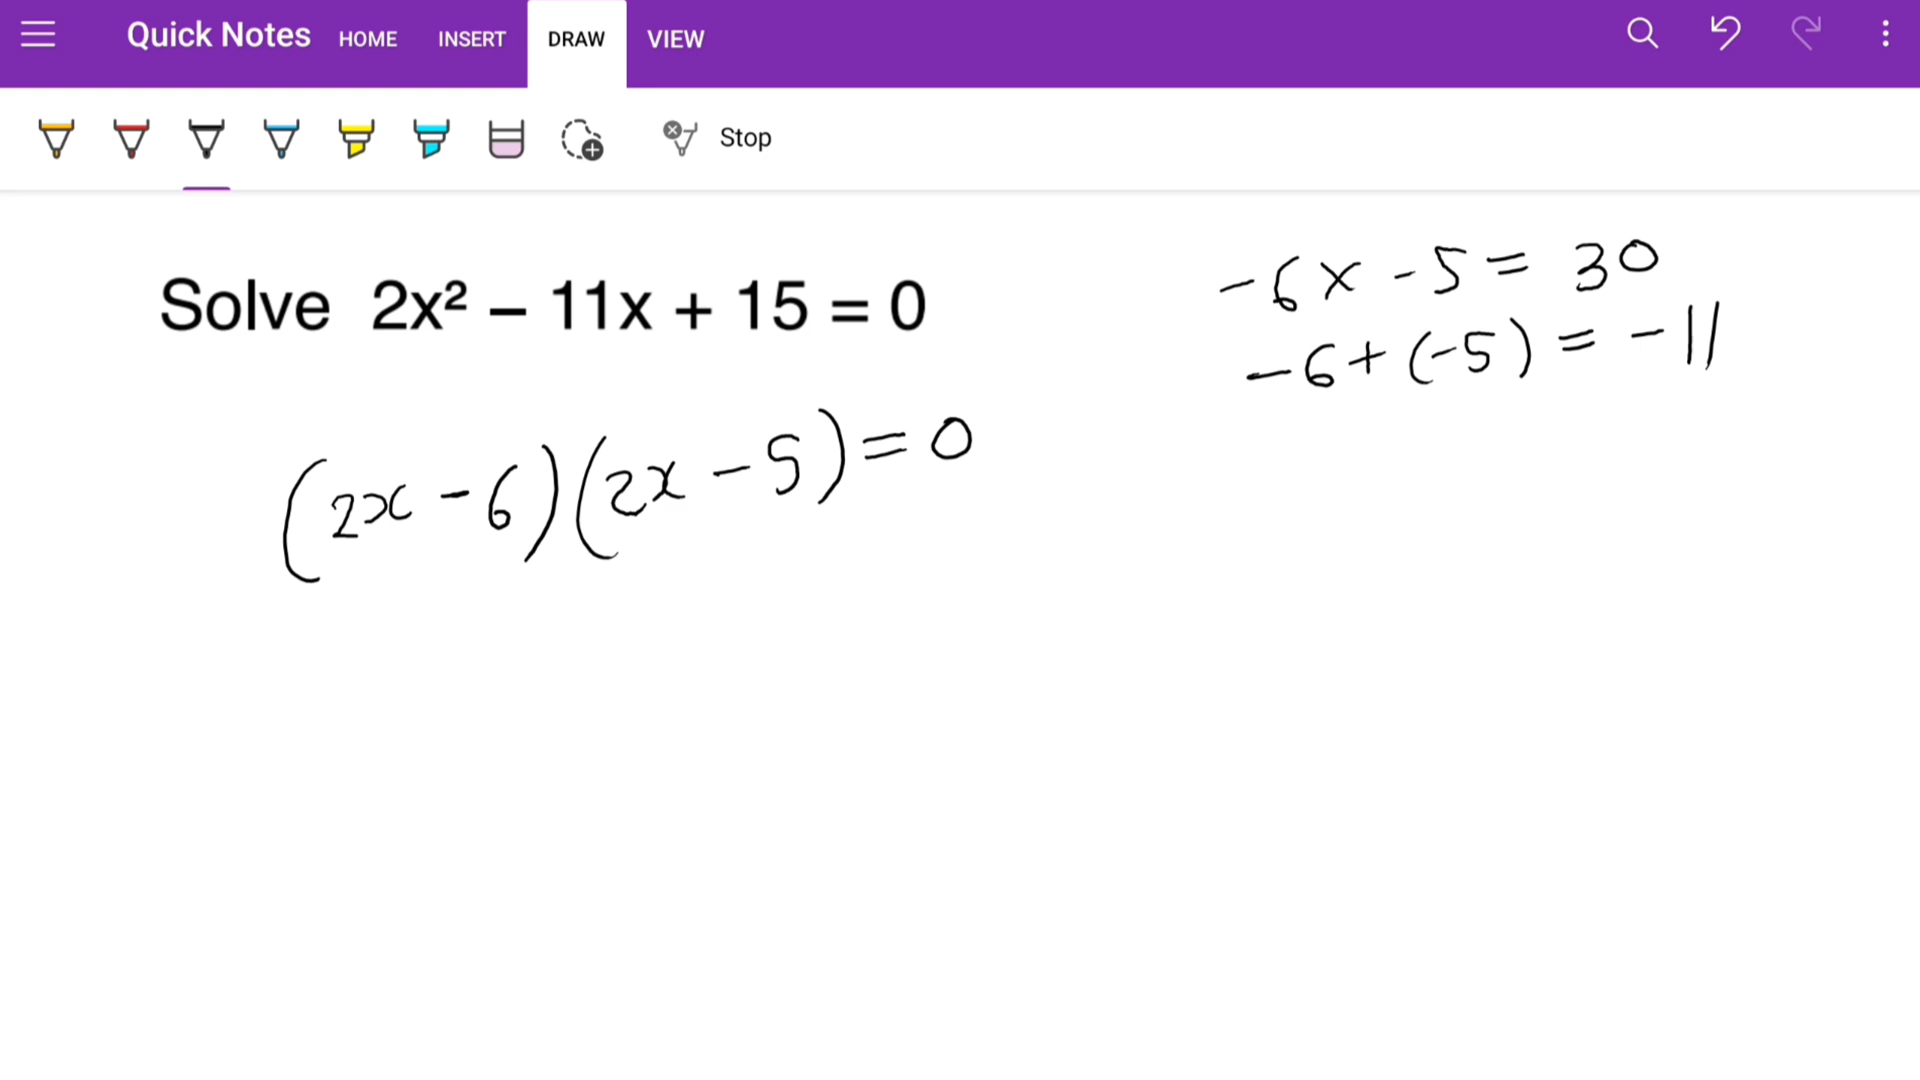 Quick Notes HOME INSERT DRAW VIEW
Stop
Solve 2x² – 11x + 15 = 0
-6 x -5 = 30
-6 + (-5) = -11
(2x - 6)(2x - 5) = 0